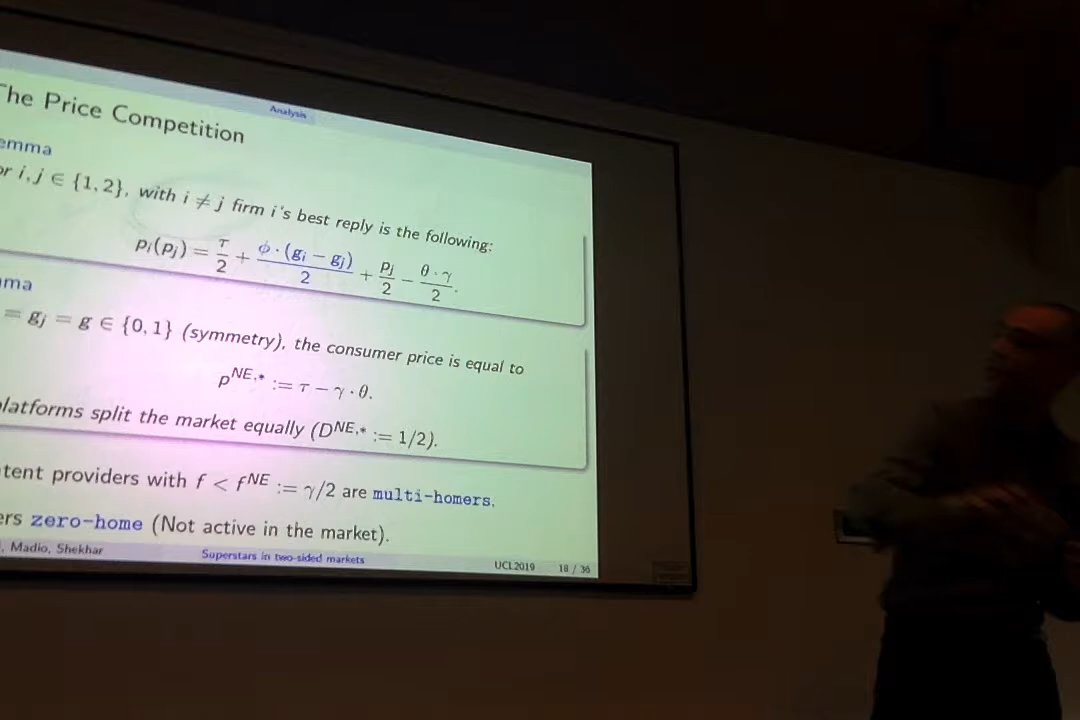 Analysis
The Price Competition
emma
or i, j ∈ {1, 2}, with i ≠ j firm i's best reply is the following:
p_i(p_j) = τ/2 + ϕ · (g_i − g_j)/2 + p_j/2 − θ · γ/2.
ma
= g_j = g ∈ {0, 1} (symmetry), the consumer price is equal to
p^{NE,*} := τ − γ · θ.
platforms split the market equally (D^{NE,*} := 1/2).
tent providers with f < f^{NE} := γ/2 are multi-homers.
ers zero-home (Not active in the market).
, Madio, Shekhar Superstars in two-sided markets UCL2019 18 / 36